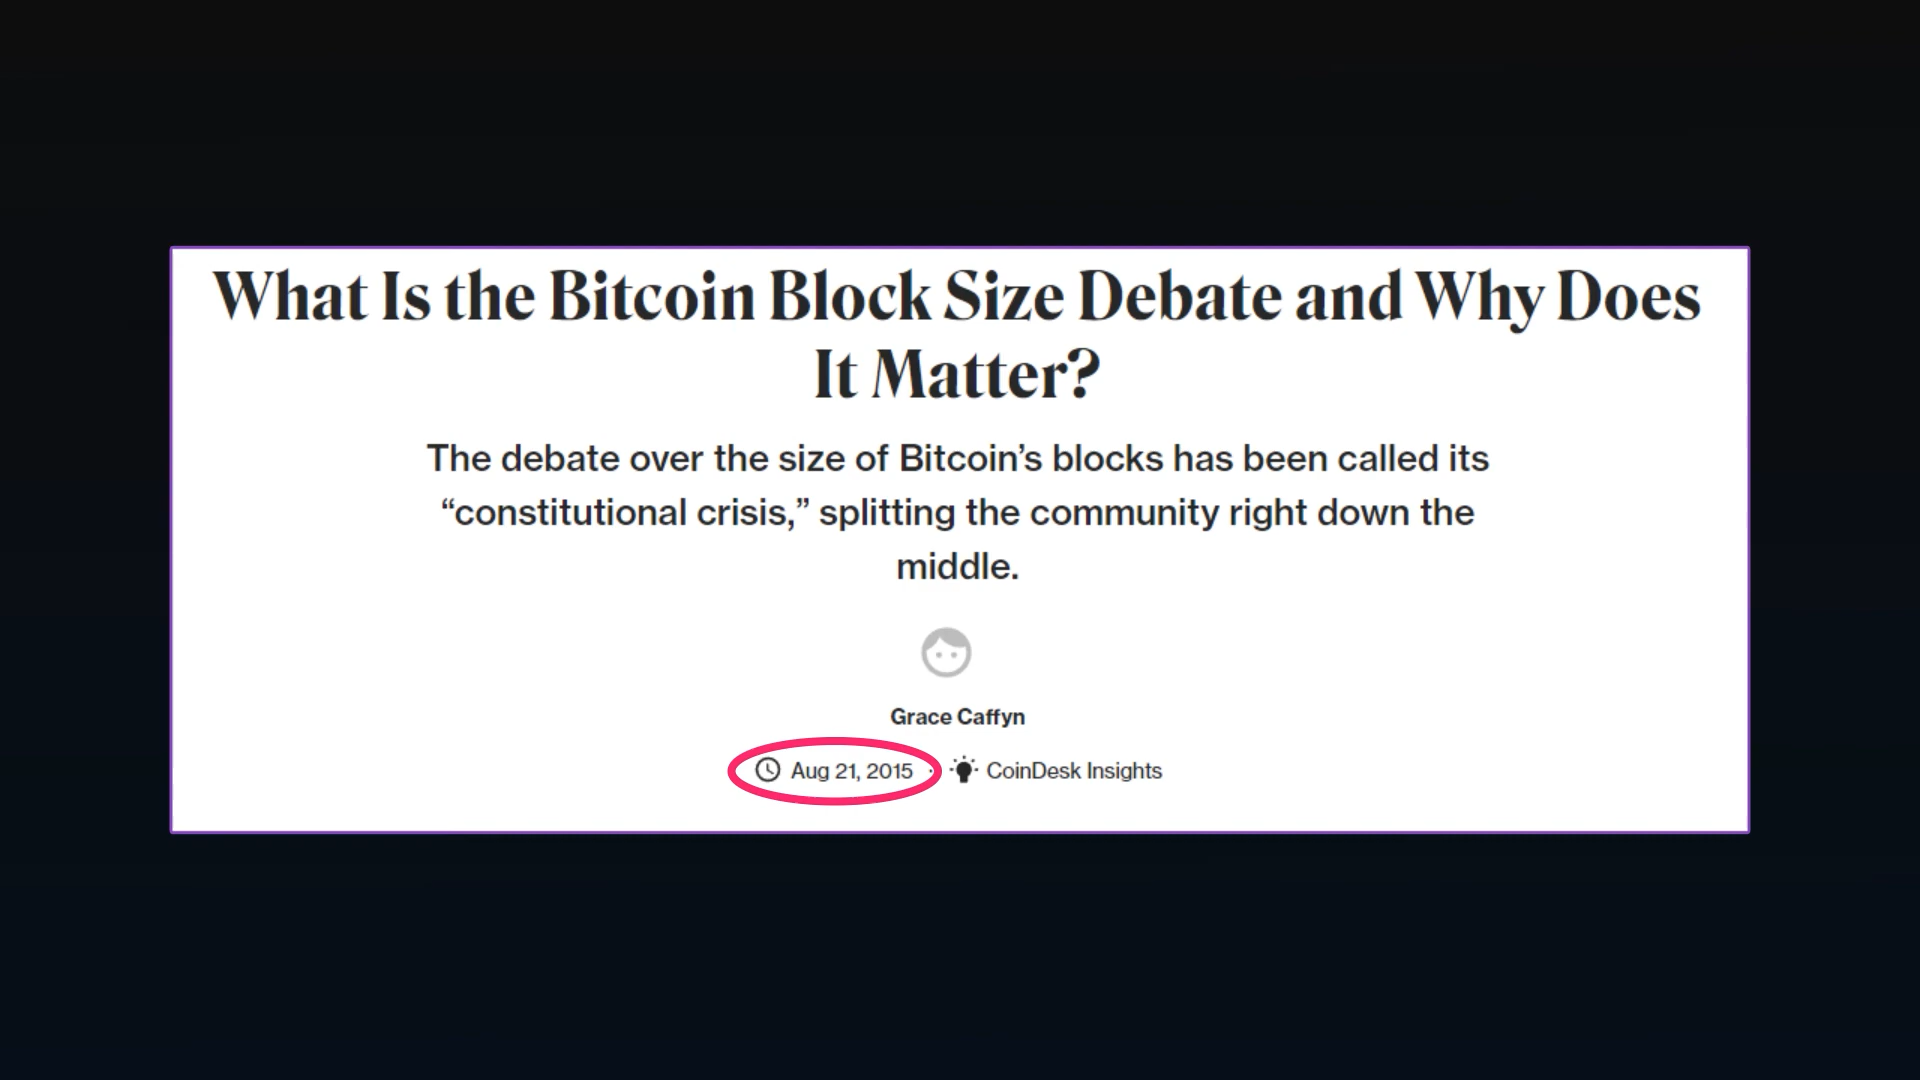 What Is the Bitcoin Block Size Debate and Why Does
It Matter?
The debate over the size of Bitcoin’s blocks has been called its
“constitutional crisis,” splitting the community right down the
middle.
Grace Caffyn
Aug 21, 2015 · CoinDesk Insights